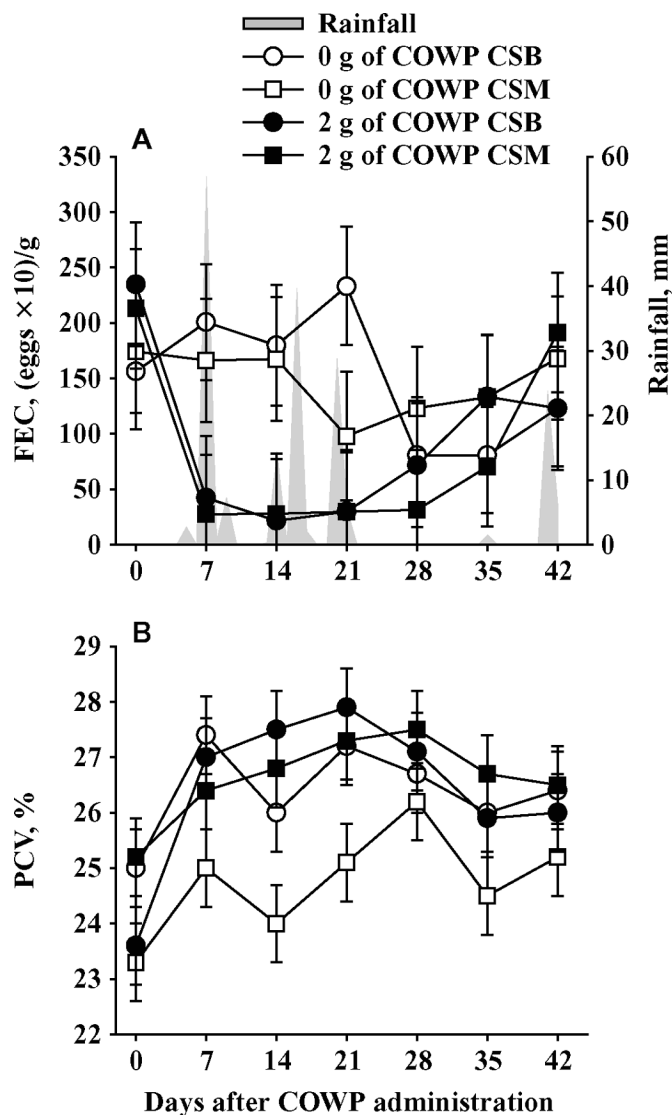 Rainfall
0 g of COWP CSB
0 g of COWP CSM
2 g of COWP CSB
2 g of COWP CSM
A
350
300
250
200
150
100
50
0
FEC, (eggs ×10)/g
60
50
40
30
20
10
0
Rainfall, mm
0 7 14 21 28 35 42
B
29
28
27
26
25
24
23
22
PCV, %
0 7 14 21 28 35 42
Days after COWP administration